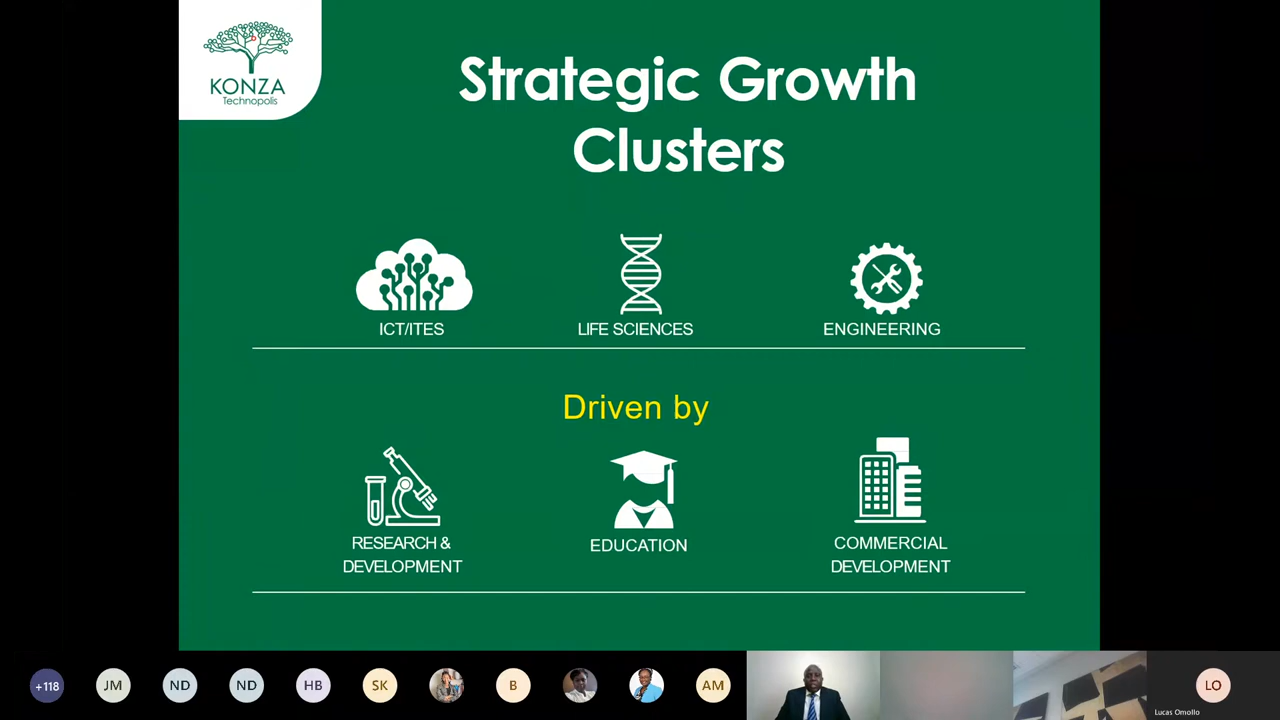 KONZA
Technopolis
Strategic Growth
Clusters
ICT/ITES
LIFE SCIENCES
ENGINEERING
Driven by
RESEARCH &
DEVELOPMENT
EDUCATION
COMMERCIAL
DEVELOPMENT
+118
JM
ND
ND
HB
SK
B
AM
LO
Lucas Omollo